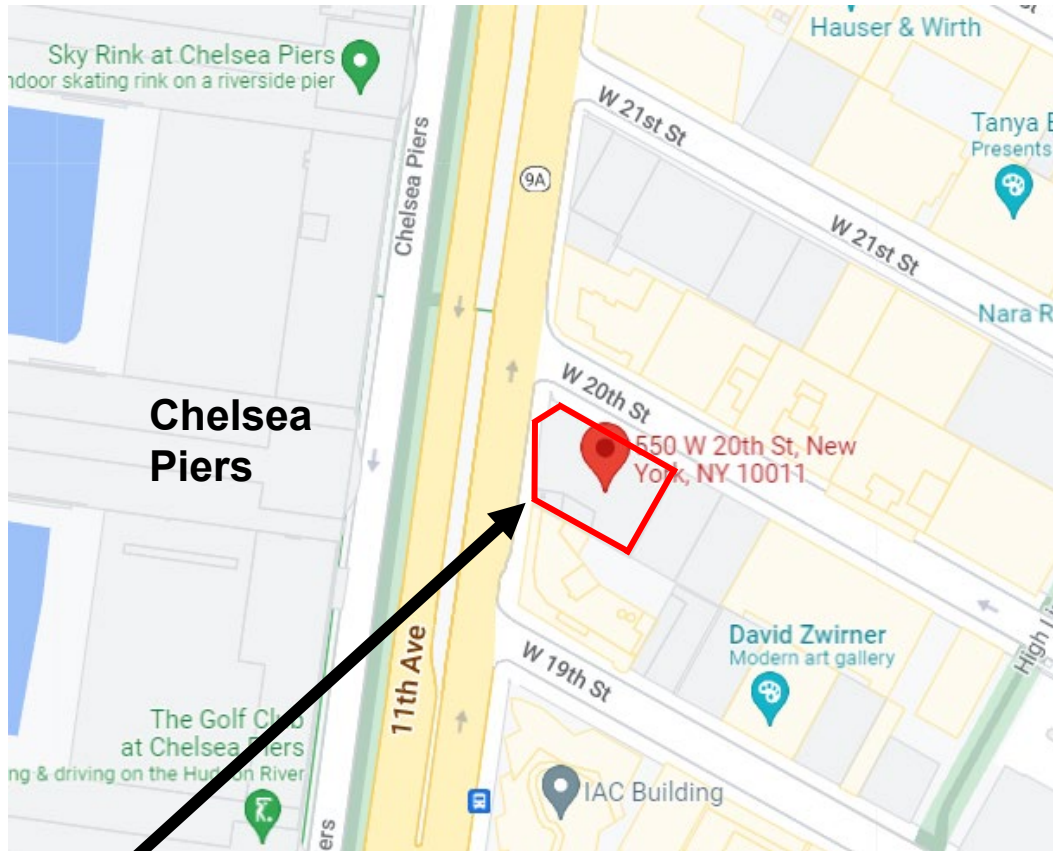 Hauser & Wirth
St
Sky Rink at Chelsea Piers
ndoor skating rink on a riverside pier
W 21st St
Tanya
Presents
Chelsea Piers
9A
W 21st St
Nara R
W 20th St
Chelsea
Piers
550 W 20th St, New
York, NY 10011
11th Ave
David Zwirner
Modern art gallery
High Li
W 19th St
The Golf Club
at Chelsea Piers
ng & driving on the Hudson River
IAC Building
ers